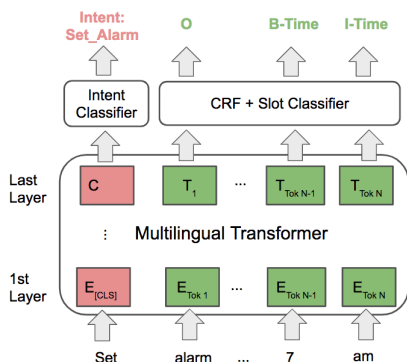 Intent:
Set_Alarm
O
B-Time
I-Time
Intent
Classifier
CRF + Slot Classifier
Last
Layer
C
T1
...
TTok N-1
TTok N
⋮
Multilingual Transformer
1st
Layer
E[CLS]
ETok 1
...
ETok N-1
ETok N
Set
alarm
...
7
am